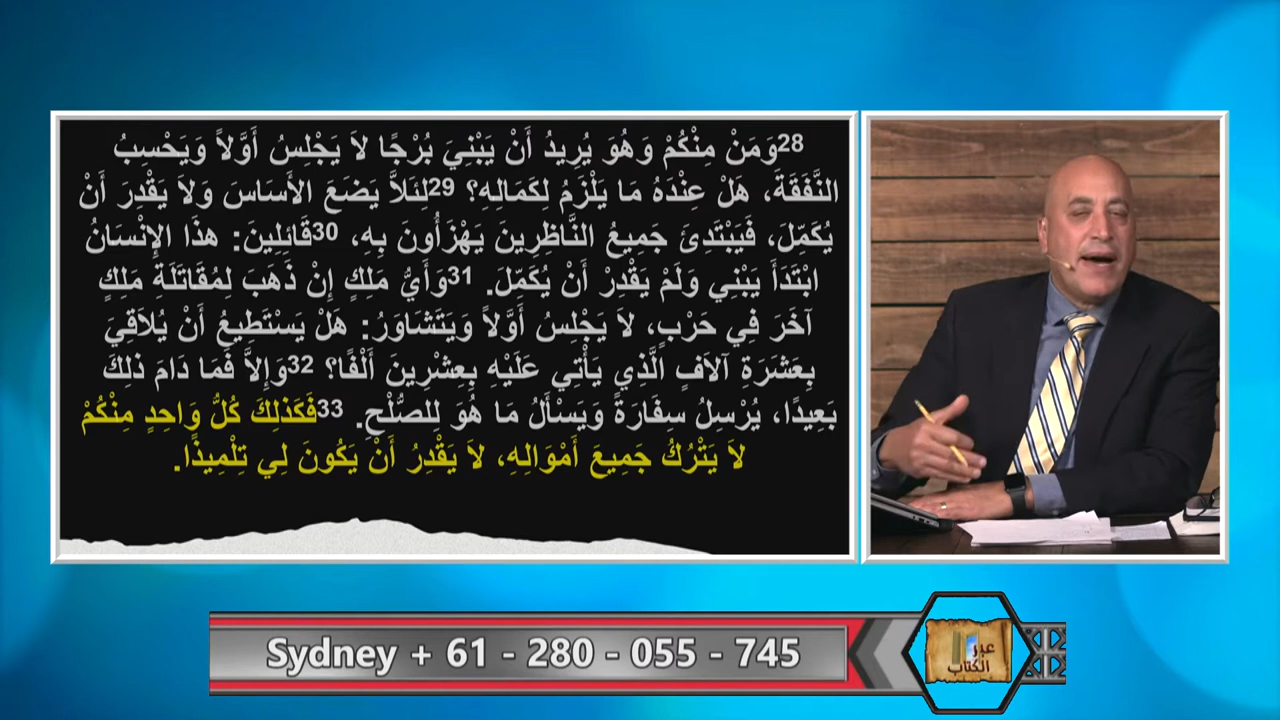 28وَمَنْ مِنْكُمْ وَهُوَ يُرِيدُ أَنْ يَبْنِيَ بُرْجًا لاَ يَجْلِسُ أَوَّلاً وَيَحْسِبُ
النَّفَقَةَ، هَلْ عِنْدَهُ مَا يَلْزَمُ لِكَمَالِهِ؟ 29لِئَلاَّ يَضَعَ الأَسَاسَ وَلاَ يَقْدِرَ أَنْ
يُكَمِّلَ، فَيَبْتَدِئَ جَمِيعُ النَّاظِرِينَ يَهْزَأُونَ بِهِ، 30قَائِلِينَ: هذَا الإِنْسَانُ
ابْتَدَأَ يَبْنِي وَلَمْ يَقْدِرْ أَنْ يُكَمِّلَ. 31وَأَيُّ مَلِكٍ إِنْ ذَهَبَ لِمُقَاتَلَةِ مَلِكٍ
آخَرَ فِي حَرْبٍ، لاَ يَجْلِسُ أَوَّلاً وَيَتَشَاوَرُ: هَلْ يَسْتَطِيعُ أَنْ يُلاَقِيَ
بِعَشَرَةِ آلاَفٍ الَّذِي يَأْتِي عَلَيْهِ بِعِشْرِينَ أَلْفًا؟ 32وَإِلاَّ فَمَا دَامَ ذلِكَ
بَعِيدًا، يُرْسِلُ سِفَارَةً وَيَسْأَلُ مَا هُوَ لِلصُّلْحِ. 33فَكَذلِكَ كُلُّ وَاحِدٍ مِنْكُمْ
لاَ يَتْرُكُ جَمِيعَ أَمْوَالِهِ، لاَ يَقْدِرُ أَنْ يَكُونَ لِي تِلْمِيذًا.
Sydney + 61 - 280 - 055 - 745
عبر
الكتاب